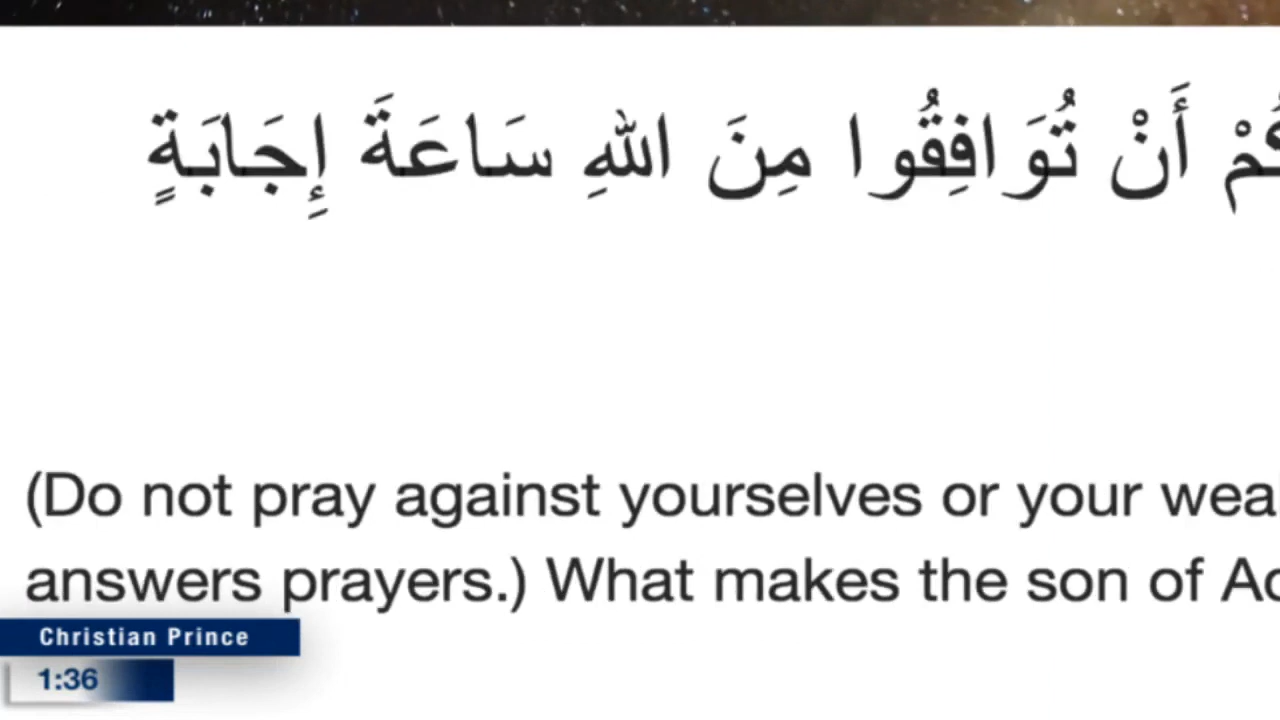 أَنْ تُوَافِقُوا مِنَ اللهِ سَاعَةَ إِجَابَةٍ
(Do not pray against yourselves or your
answers prayers.) What makes the son of
Christian Prince
1:36